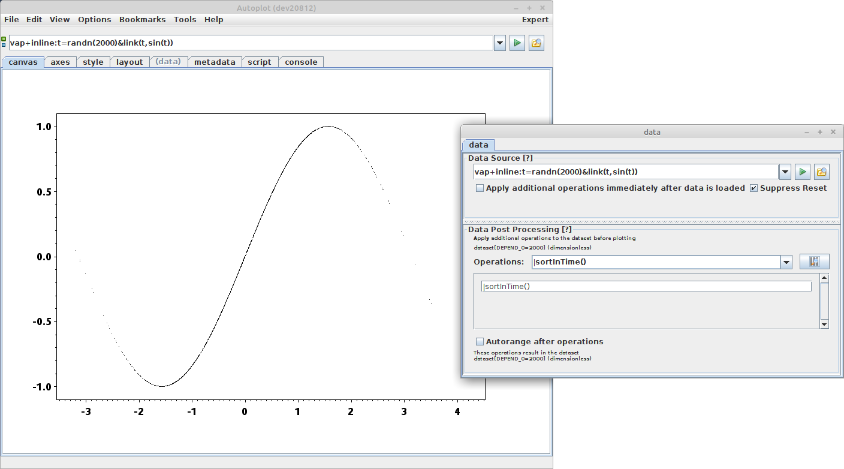 Autoplot (dev20812)
File Edit View Options Bookmarks Tools Help Expert
vap+inline:t=randn(2000)&link(t,sin(t))
canvas axes style layout (data) metadata script console
1.0
0.5
0.0
-0.5
-1.0
-3 -2 -1 0 1 2 3 4
data
data
Data Source [?]
vap+inline:t=randn(2000)&link(t,sin(t))
Apply additional operations immediately after data is loaded Suppress Reset
Data Post Processing [?]
Apply additional operations to the dataset before plotting
dataset[DEPEND_0=2000] (dimensionless)
Operations: |sortInTime()
|sortInTime()
Autorange after operations
These operations result in the dataset
dataset[DEPEND_0=2000] (dimensionless)